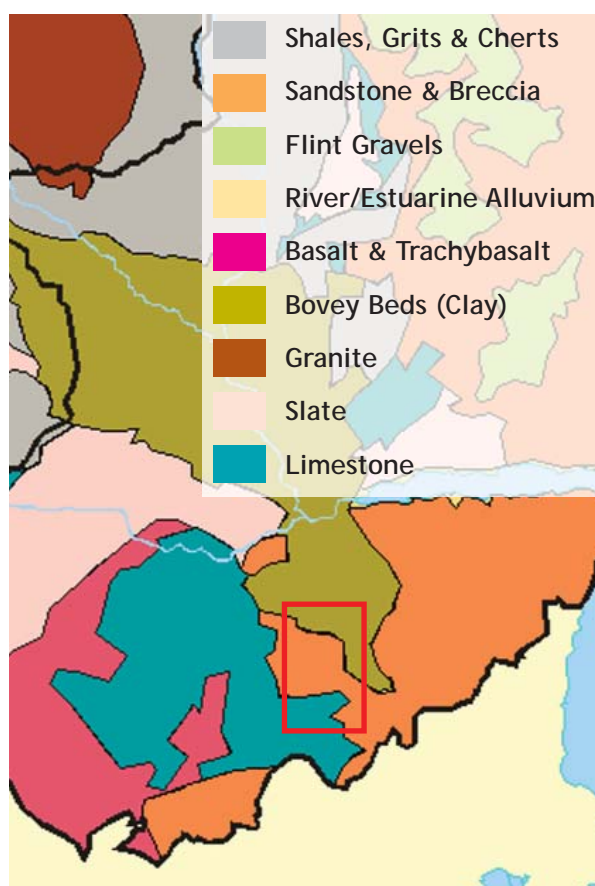 Shales, Grits & Cherts
Sandstone & Breccia
Flint Gravels
River/Estuarine Alluvium
Basalt & Trachybasalt
Bovey Beds (Clay)
Granite
Slate
Limestone